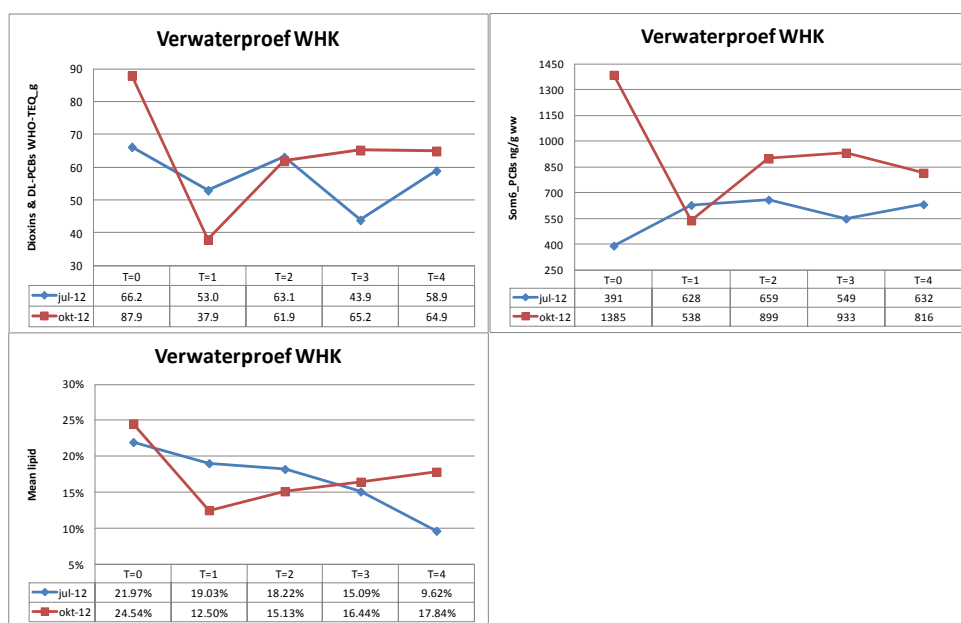 Verwaterproef WHK
Dioxins & DL-PCBs WHO-TEQ_g
90
80
70
60
50
40
30
T=0 T=1 T=2 T=3 T=4
jul-12 66.2 53.0 63.1 43.9 58.9
okt-12 87.9 37.9 61.9 65.2 64.9
Verwaterproef WHK
Som6_PCBs ng/g ww
1450
1300
1150
1000
850
700
550
400
250
T=0 T=1 T=2 T=3 T=4
jul-12 391 628 659 549 632
okt-12 1385 538 899 933 816
Verwaterproef WHK
Mean lipid
30%
25%
20%
15%
10%
5%
T=0 T=1 T=2 T=3 T=4
jul-12 21.97% 19.03% 18.22% 15.09% 9.62%
okt-12 24.54% 12.50% 15.13% 16.44% 17.84%